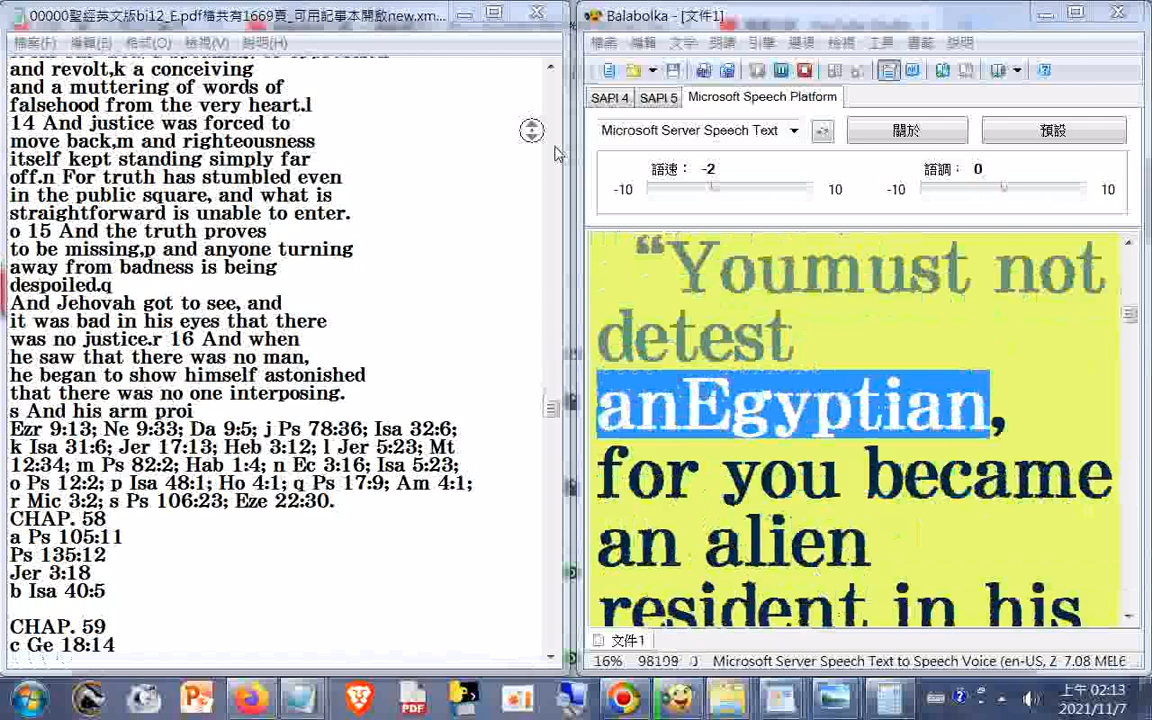 00000聖經英文版bi12_E.pdf檔共有1669頁_可用記事本開啟new.xm...
檔案(F) 編輯(E) 格式(O) 檢視(V) 說明(H)
and revolt,k a conceiving
and a muttering of words of
falsehood from the very heart.l
14 And justice was forced to
move back,m and righteousness
itself kept standing simply far
off.n For truth has stumbled even
in the public square, and what is
straightforward is unable to enter.
o 15 And the truth proves
to be missing,p and anyone turning
away from badness is being
despoiled.q
And Jehovah got to see, and
it was bad in his eyes that there
was no justice.r 16 And when
he saw that there was no man,
he began to show himself astonished
that there was no one interposing.
s And his arm proi
Ezr 9:13; Ne 9:33; Da 9:5; j Ps 78:36; Isa 32:6;
k Isa 31:6; Jer 17:13; Heb 3:12; l Jer 5:23; Mt
12:34; m Ps 82:2; Hab 1:4; n Ec 3:16; Isa 5:23;
o Ps 12:2; p Isa 48:1; Ho 4:1; q Ps 17:9; Am 4:1;
r Mic 3:2; s Ps 106:23; Eze 22:30.
CHAP. 58
a Ps 105:11
Ps 135:12
Jer 3:18
b Isa 40:5
CHAP. 59
c Ge 18:14
Balabolka - [文件1]
檔案 編輯 文字 朗讀 引擎 選項 檢視 工具 書籤 說明
SAPI 4 SAPI 5 Microsoft Speech Platform
Microsoft Server Speech Text 關於 預設
語速： -2 語調： 0
-10 10 -10 10
“Youmust not
detest
anEgyptian,
for you became
an alien
resident in his
文件1
16% 98109 Microsoft Server Speech Text to Speech Voice (en-US, Z 7.08 МБ
PDF
上午 02:13
2021/11/7